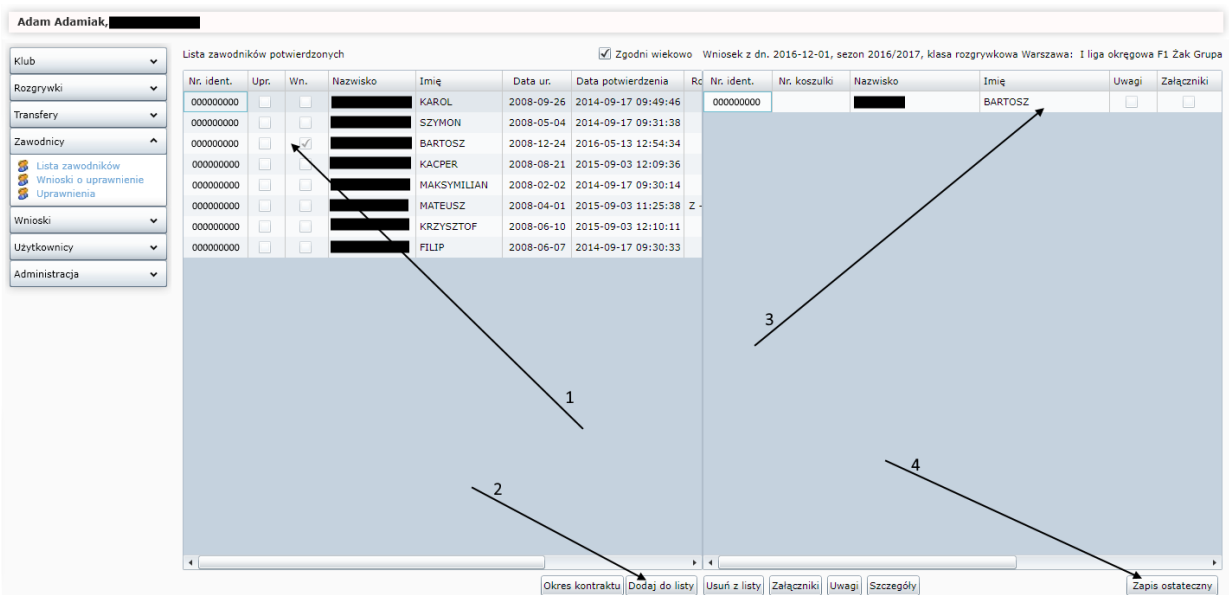 Adam Adamiak,
Klub
Rozgrywki
Transfery
Zawodnicy
Lista zawodników
Wnioski o uprawnienie
Uprawnienia
Wnioski
Użytkownicy
Administracja
Lista zawodników potwierdzonych
Zgodni wiekowo
Nr. ident. Upr. Wn. Nazwisko Imię Data ur. Data potwierdzenia Ro
000000000 KAROL 2008-09-26 2014-09-17 09:49:46
000000000 SZYMON 2008-05-04 2014-09-17 09:31:38
000000000 BARTOSZ 2008-12-24 2016-05-13 12:54:34
000000000 KACPER 2008-08-21 2015-09-03 12:09:36
000000000 MAKSYMILIAN 2008-02-02 2014-09-17 09:30:14
000000000 MATEUSZ 2008-04-01 2015-09-03 11:25:38 Z -
000000000 KRZYSZTOF 2008-06-10 2015-09-03 12:10:11
000000000 FILIP 2008-06-07 2014-09-17 09:30:33
Wniosek z dn. 2016-12-01, sezon 2016/2017, klasa rozgrywkowa Warszawa: I liga okręgowa F1 Żak Grupa
Nr. ident. Nr. koszulki Nazwisko Imię Uwagi Załączniki
000000000 BARTOSZ
3
1
4
2
Okres kontraktu Dodaj do listy Usuń z listy Załączniki Uwagi Szczegóły Zapis ostateczny